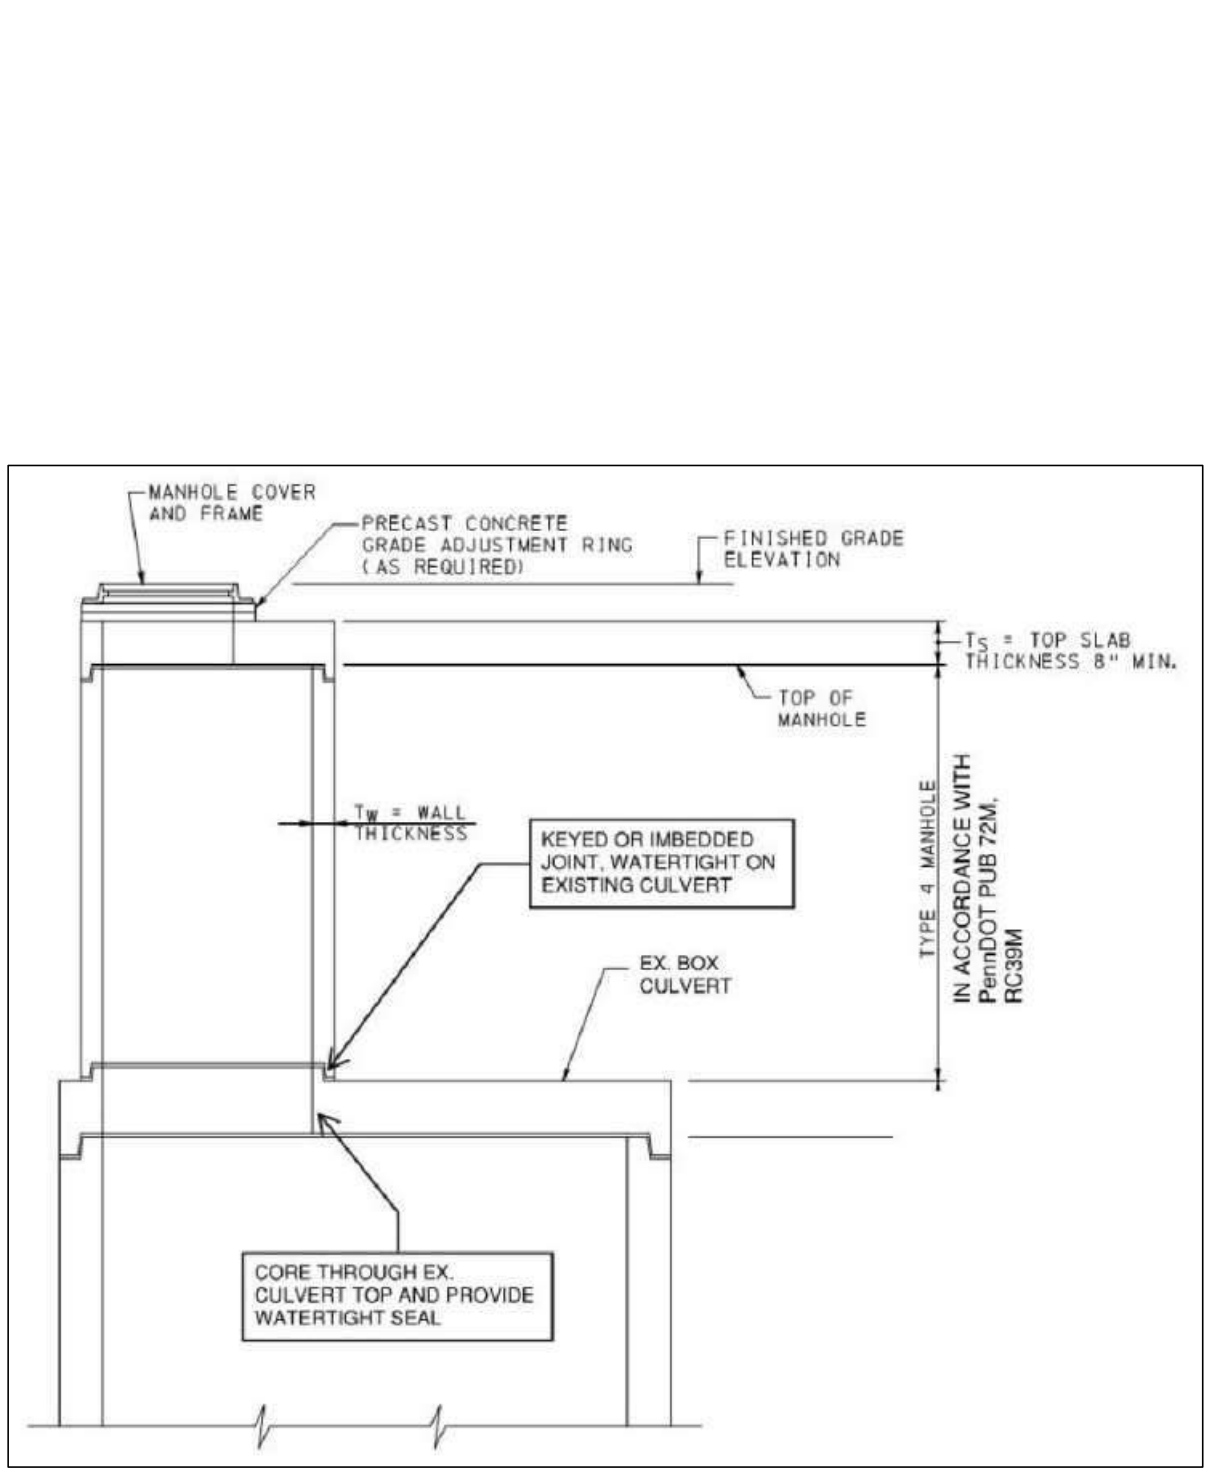 MANHOLE COVER
AND FRAME
PRECAST CONCRETE
GRADE ADJUSTMENT RING
(AS REQUIRED)
FINISHED GRADE
ELEVATION
TS = TOP SLAB
THICKNESS 8" MIN.
TOP OF
MANHOLE
TW = WALL
THICKNESS
KEYED OR IMBEDDED
JOINT, WATERTIGHT ON
EXISTING CULVERT
TYPE 4 MANHOLE
IN ACCORDANCE WITH
PennDOT PUB 72M,
RC39M
EX. BOX
CULVERT
CORE THROUGH EX.
CULVERT TOP AND PROVIDE
WATERTIGHT SEAL